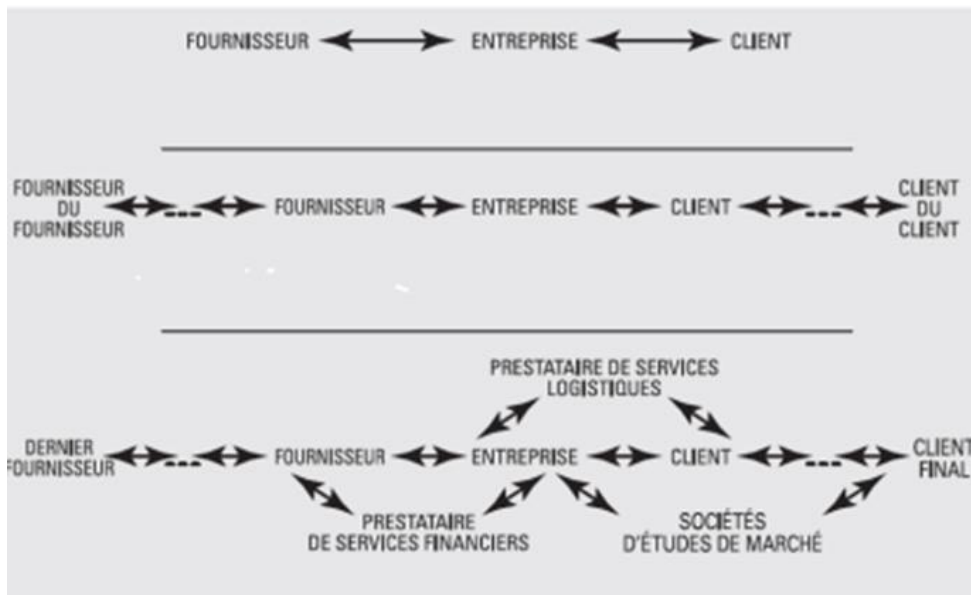 FOURNISSEUR ENTREPRISE CLIENT
FOURNISSEUR
DU
FOURNISSEUR
--- FOURNISSEUR ENTREPRISE CLIENT ---
CLIENT
DU
CLIENT
PRESTATAIRE DE SERVICES
LOGISTIQUES
DERNIER
FOURNISSEUR
--- FOURNISSEUR ENTREPRISE CLIENT ---
CLIENT
FINAL
PRESTATAIRE
DE SERVICES FINANCIERS
SOCIÉTÉS
D'ÉTUDES DE MARCHÉ